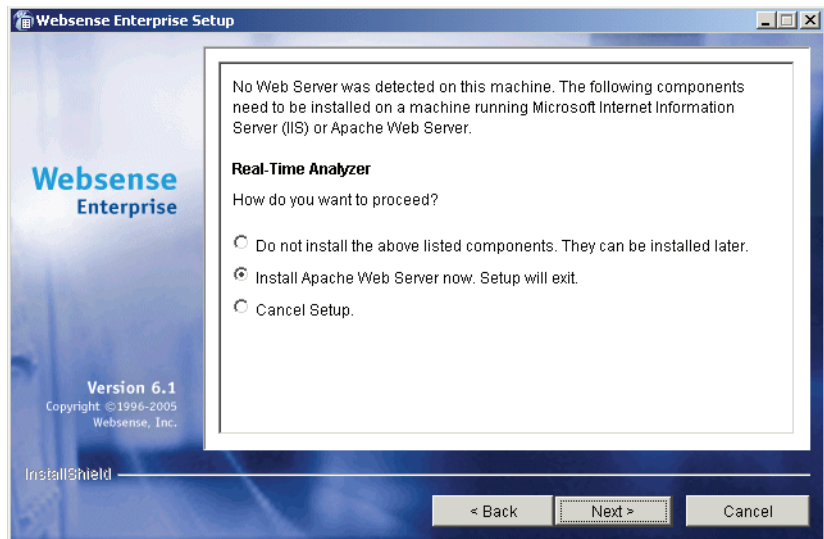 Websense Enterprise Setup
No Web Server was detected on this machine. The following components
need to be installed on a machine running Microsoft Internet Information
Server (IIS) or Apache Web Server.
Real-Time Analyzer
How do you want to proceed?
Do not install the above listed components. They can be installed later.
Install Apache Web Server now. Setup will exit.
Cancel Setup.
Websense
Enterprise
Version 6.1
Copyright ©1996-2005
Websense, Inc.
InstallShield
< Back
Next >
Cancel